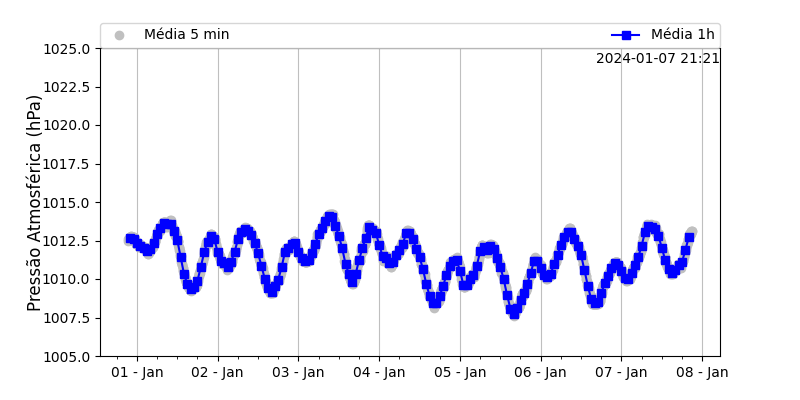 Média 5 min
Média 1h
2024-01-07 21:21
Pressão Atmosférica (hPa)
1025.0
1022.5
1020.0
1017.5
1015.0
1012.5
1010.0
1007.5
1005.0
01 - Jan
02 - Jan
03 - Jan
04 - Jan
05 - Jan
06 - Jan
07 - Jan
08 - Jan